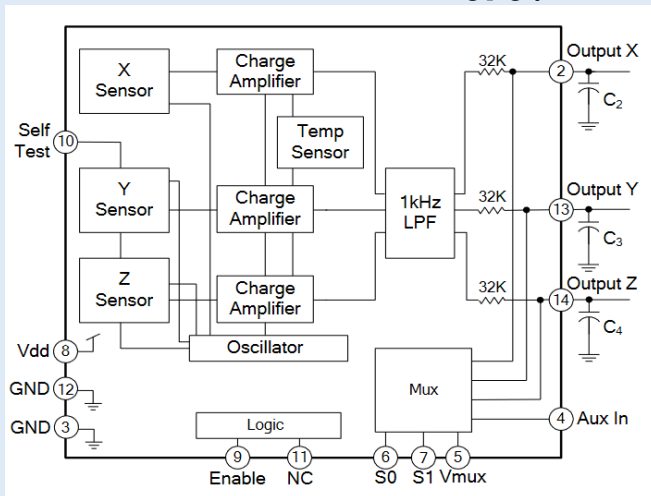 X
Sensor
Charge
Amplifier
32K
Output X
2
C2
Self
Test
10
Temp
Sensor
Y
Sensor
Charge
Amplifier
1kHz
LPF
32K
Output Y
13
C3
Z
Sensor
Charge
Amplifier
32K
Output Z
14
C4
Oscillator
Vdd
8
GND
12
GND
3
Mux
4
Aux In
Logic
9
11
6
7
5
Enable
NC
S0
S1
Vmux